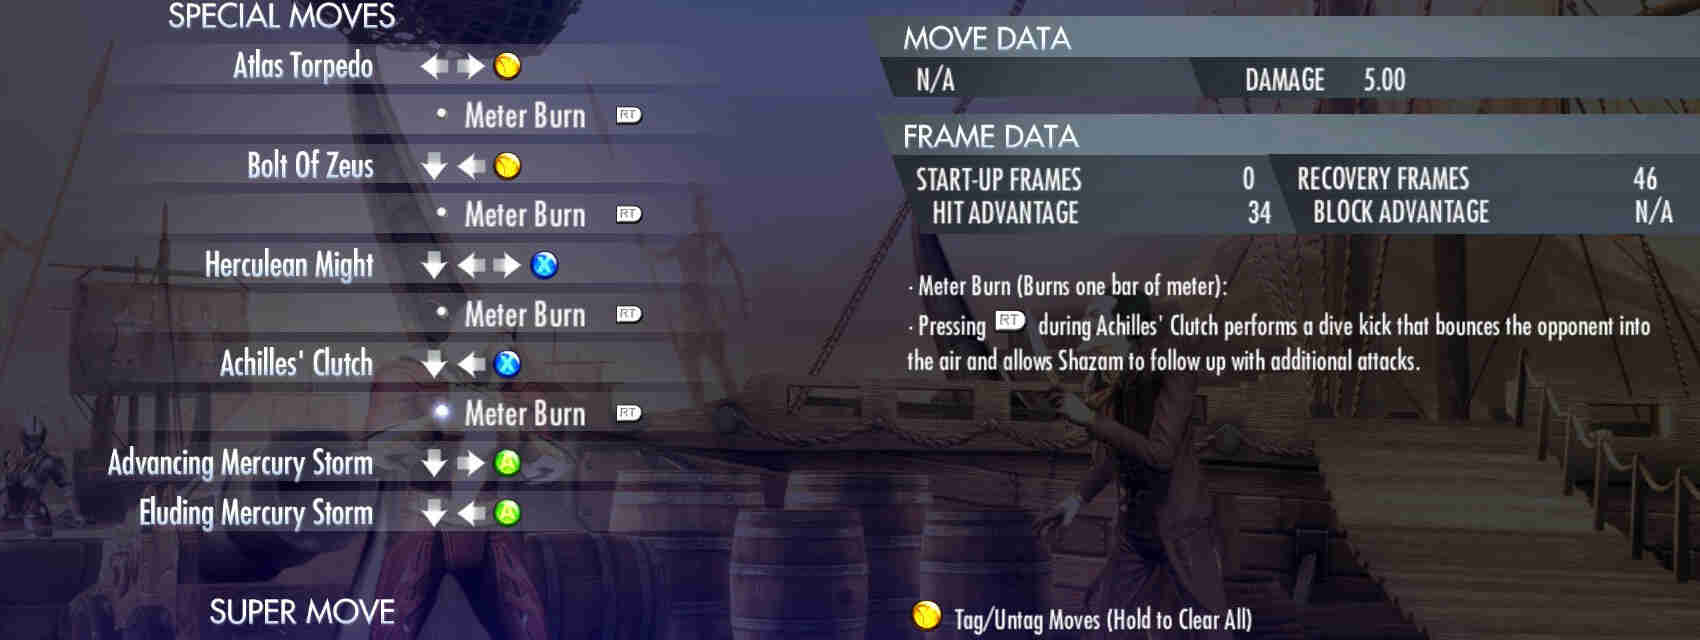 SPECIAL MOVES
Atlas Torpedo Y
Meter Burn RT
Bolt Of Zeus Y
Meter Burn RT
Herculean Might X
Meter Burn RT
Achilles' Clutch X
Meter Burn RT
Advancing Mercury Storm A
Eluding Mercury Storm A
SUPER MOVE
MOVE DATA
N/A DAMAGE 5.00
FRAME DATA
START-UP FRAMES 0 RECOVERY FRAMES 46
HIT ADVANTAGE 34 BLOCK ADVANTAGE N/A
· Meter Burn (Burns one bar of meter):
· Pressing RT during Achilles' Clutch performs a dive kick that bounces the opponent into
the air and allows Shazam to follow up with additional attacks.
Y Tag/Untag Moves (Hold to Clear All)